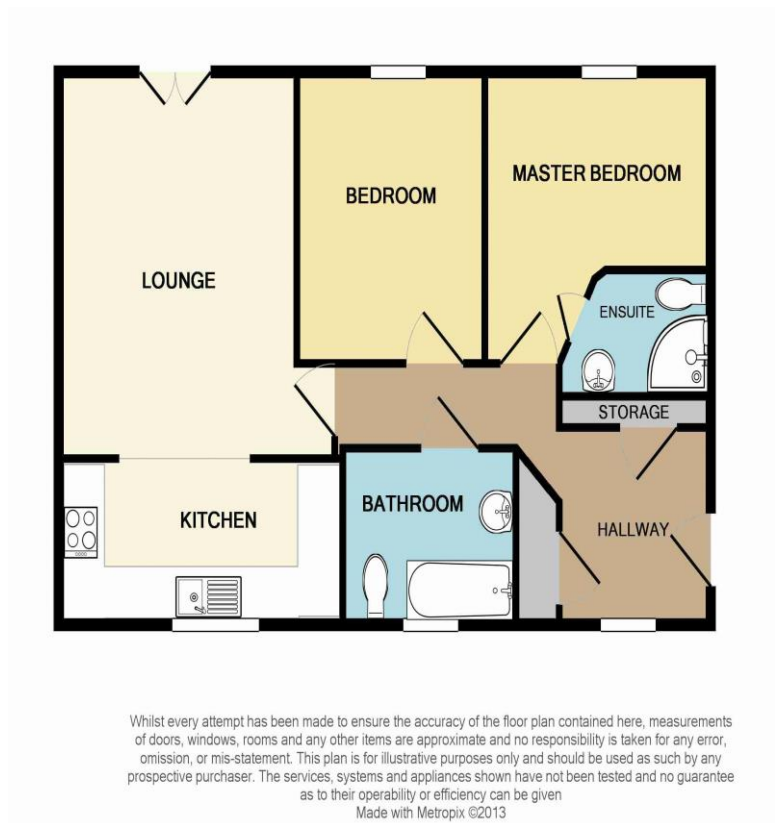 MASTER BEDROOM
BEDROOM
LOUNGE
ENSUITE
STORAGE
BATHROOM
KITCHEN
HALLWAY
Whilst every attempt has been made to ensure the accuracy of the floor plan contained here, measurements
of doors, windows, rooms and any other items are approximate and no responsibility is taken for any error,
omission, or mis-statement. This plan is for illustrative purposes only and should be used as such by any
prospective purchaser. The services, systems and appliances shown have not been tested and no guarantee
as to their operability or efficiency can be given
Made with Metropix ©2013